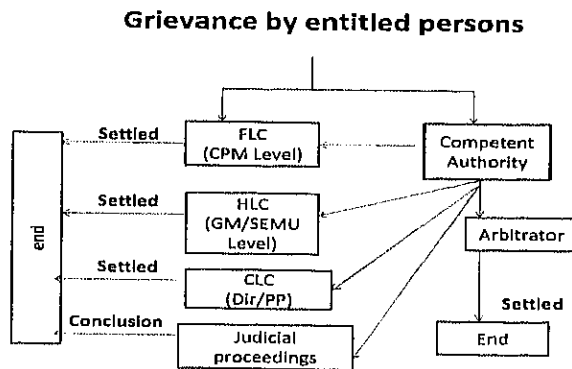 Grievance by entitled persons
Settled
FLC
(CPM Level)
Competent
Authority
Settled
HLC
(GM/SEMU
Level)
end
Arbitrator
Settled
CLC
(Dir/PP)
Settled
Conclusion
Judicial
proceedings
End